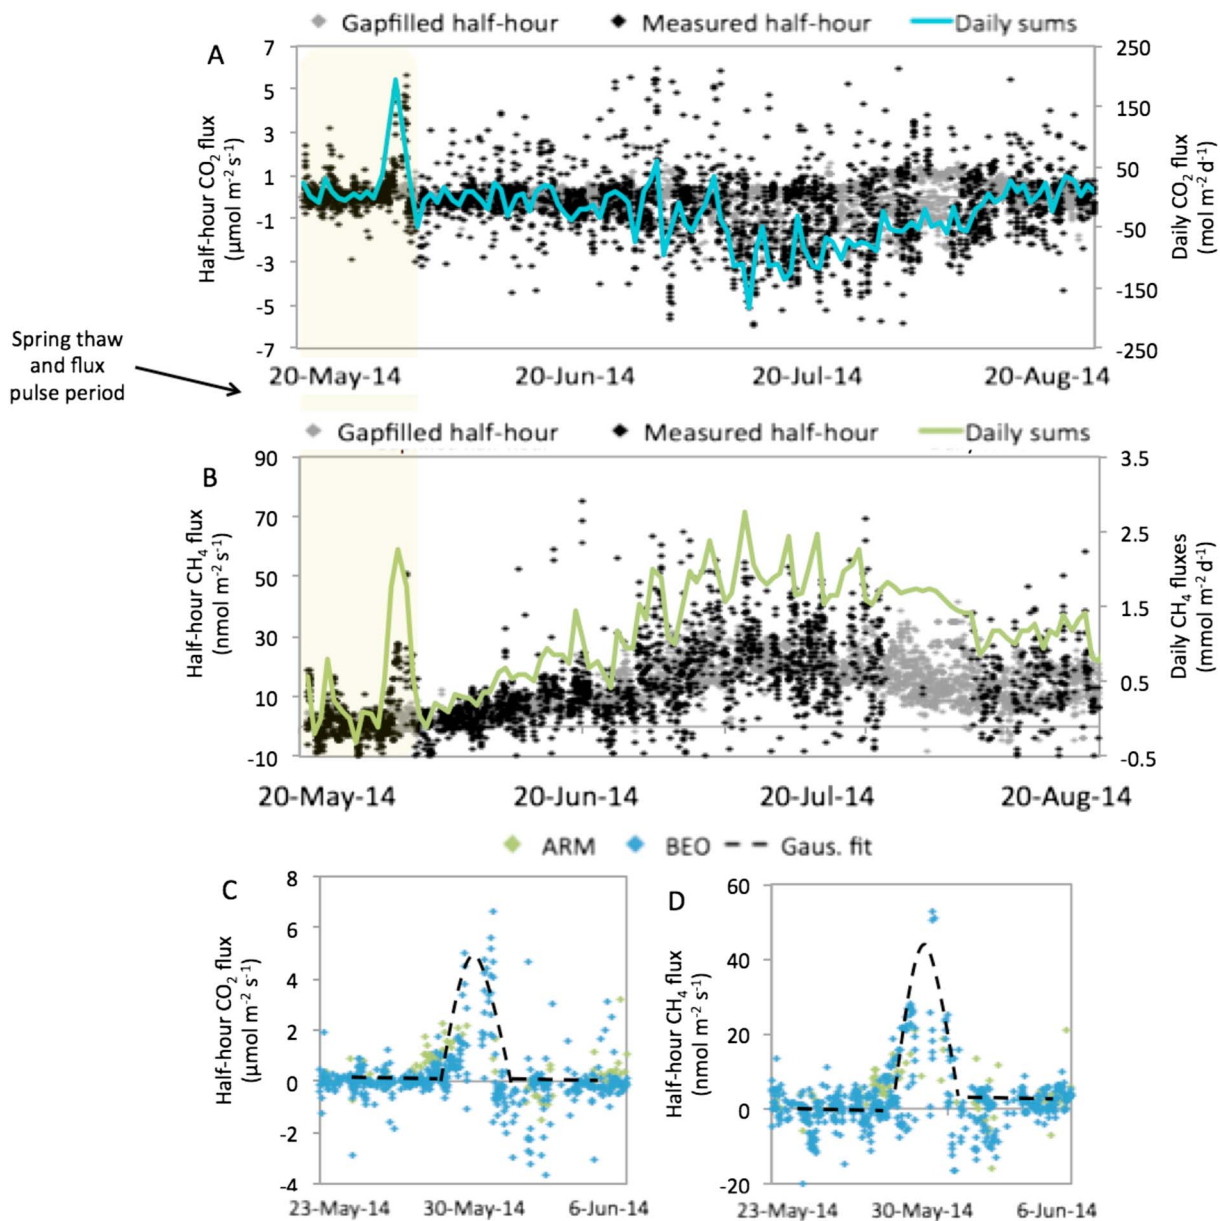 Gapfilled half-hour Measured half-hour Daily sums
A
7
5
3
1
-1
-3
-5
-7
Half-hour CO2 flux
(µmol m-2 s-1)
250
150
50
-50
-150
-250
Daily CO2 flux
(mol m-2 d-1)
20-May-14 20-Jun-14 20-Jul-14 20-Aug-14
Spring thaw
and flux
pulse period
Gapfilled half-hour Measured half-hour Daily sums
B
90
70
50
30
10
-10
Half-hour CH4 flux
(nmol m-2 s-1)
3.5
2.5
1.5
0.5
-0.5
Daily CH4 fluxes
(mmol m-2 d-1)
20-May-14 20-Jun-14 20-Jul-14 20-Aug-14
ARM BEO Gaus. fit
C
8
6
4
2
0
-2
-4
Half-hour CO2 flux
(µmol m-2 s-1)
23-May-14 30-May-14 6-Jun-14
D
60
40
20
0
-20
Half-hour CH4 flux
(nmol m-2 s-1)
23-May-14 30-May-14 6-Jun-14